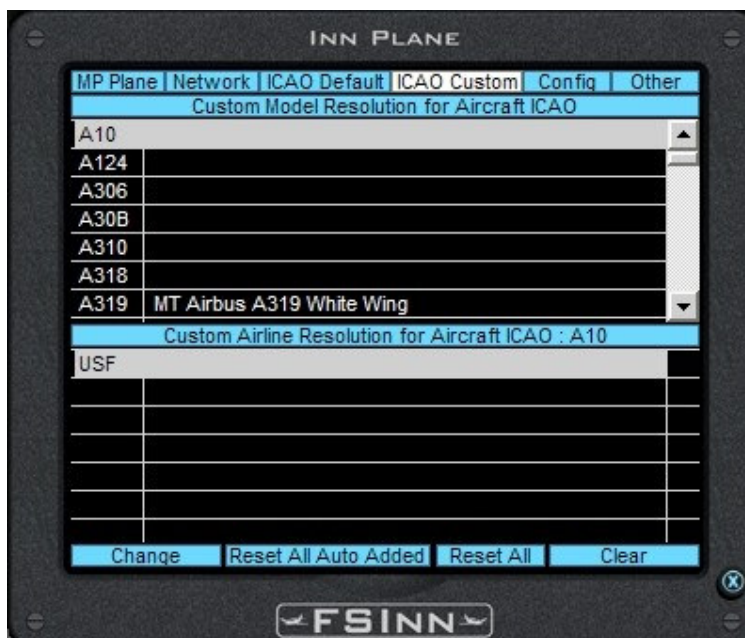 INN PLANE
MP Plane | Network | ICAO Default | ICAO Custom | Config | Other
Custom Model Resolution for Aircraft ICAO
A10
A124
A306
A30B
A310
A318
A319 MT Airbus A319 White Wing
Custom Airline Resolution for Aircraft ICAO : A10
USF
Change Reset All Auto Added Reset All Clear
X
FSINN